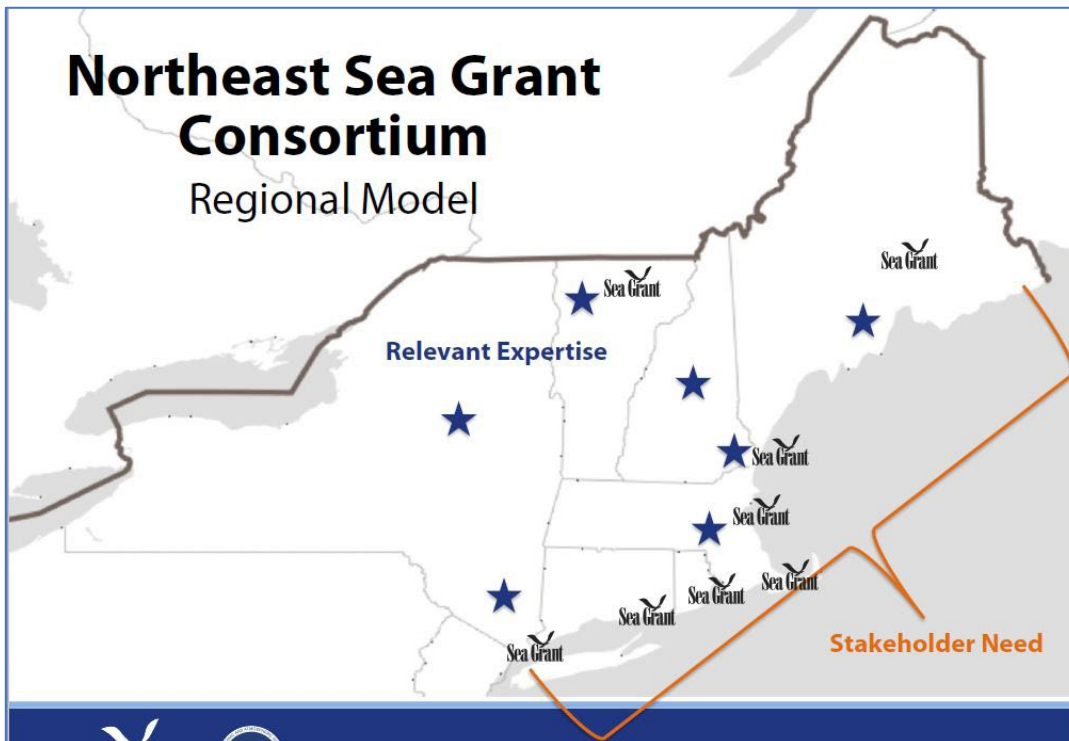 Northeast Sea Grant
Consortium
Regional Model
Sea Grant
Sea Grant
Relevant Expertise
Sea Grant
Sea Grant
Sea Grant
Sea Grant
Sea Grant
Stakeholder Need
Sea Grant